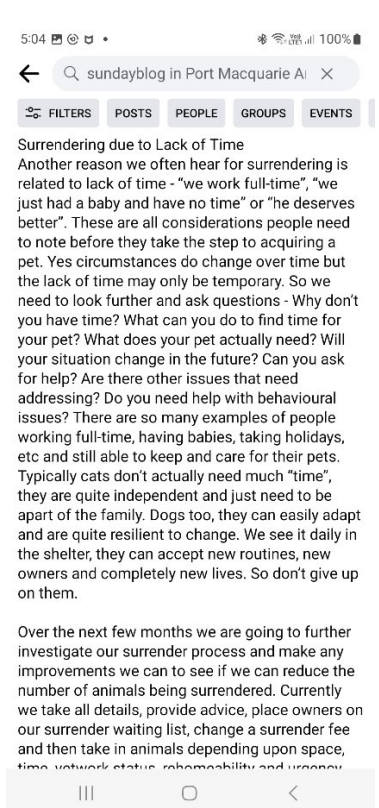 5:04
100%
sundayblog in Port Macquarie A
FILTERS POSTS PEOPLE GROUPS EVENTS
Surrendering due to Lack of Time
Another reason we often hear for surrendering is
related to lack of time - “we work full-time”, “we
just had a baby and have no time” or “he deserves
better”. These are all considerations people need
to note before they take the step to acquiring a
pet. Yes circumstances do change over time but
the lack of time may only be temporary. So we
need to look further and ask questions - Why don’t
you have time? What can you do to find time for
your pet? What does your pet actually need? Will
your situation change in the future? Can you ask
for help? Are there other issues that need
addressing? Do you need help with behavioural
issues? There are so many examples of people
working full-time, having babies, taking holidays,
etc and still able to keep and care for their pets.
Typically cats don’t actually need much “time”,
they are quite independent and just need to be
apart of the family. Dogs too, they can easily adapt
and are quite resilient to change. We see it daily in
the shelter, they can accept new routines, new
owners and completely new lives. So don’t give up
on them.
Over the next few months we are going to further
investigate our surrender process and make any
improvements we can to see if we can reduce the
number of animals being surrendered. Currently
we take all details, provide advice, place owners on
our surrender waiting list, change a surrender fee
and then take in animals depending upon space,
time, vetwork status, rehomeability and urgency